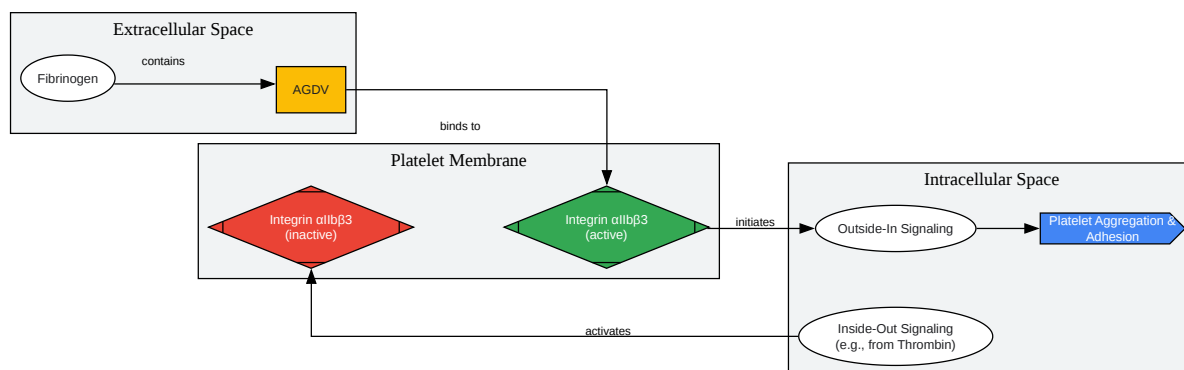 Extracellular Space
Fibrinogen
contains
AGDV
binds to
Platelet Membrane
Integrin αIIbβ3
(inactive)
Integrin αIIbβ3
(active)
initiates
Intracellular Space
Outside-In Signaling
Platelet Aggregation &
Adhesion
activates
Inside-Out Signaling
(e.g., from Thrombin)